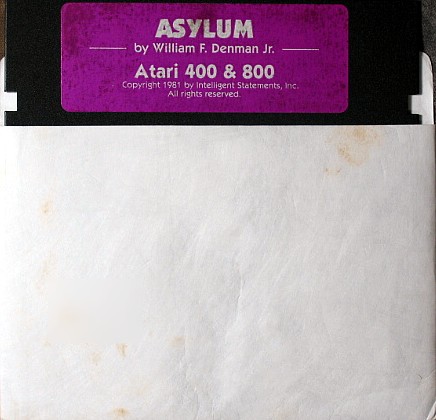 ASYLUM
by William F. Denman Jr.
Atari 400 & 800
Copyright 1981 by Intelligent Statements, Inc.
All rights reserved.